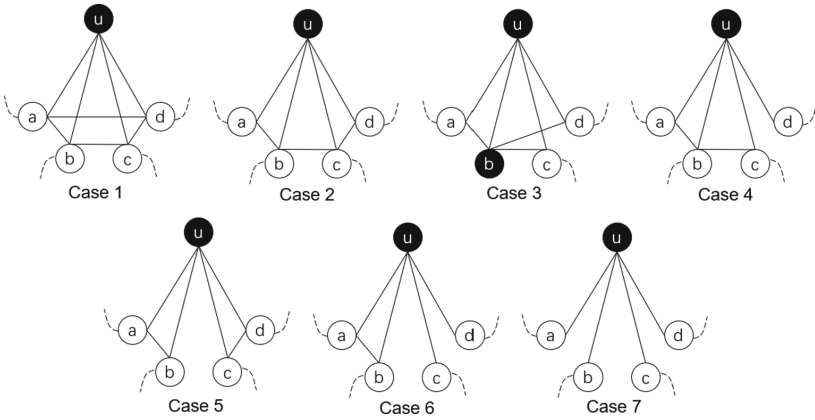 u u u u
a d a d a d a d
b c b c b c b c
Case 1 Case 2 Case 3 Case 4
u u u
a d a d a d
b c b c b c
Case 5 Case 6 Case 7